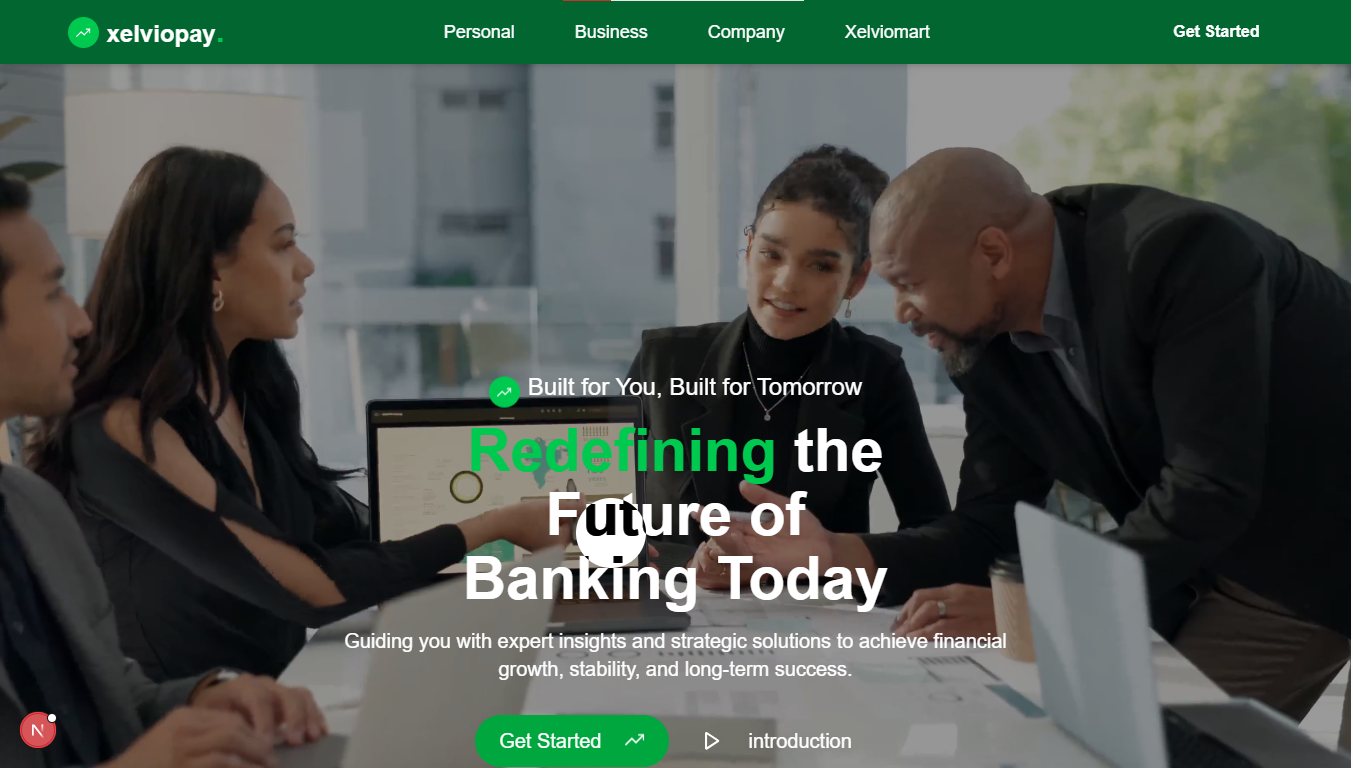 xelviopay.
Personal
Business
Company
Xelviomart
Get Started
Built for You, Built for Tomorrow
Redefining the
Future of
Banking Today
Guiding you with expert insights and strategic solutions to achieve financial
growth, stability, and long-term success.
Get Started
introduction
N